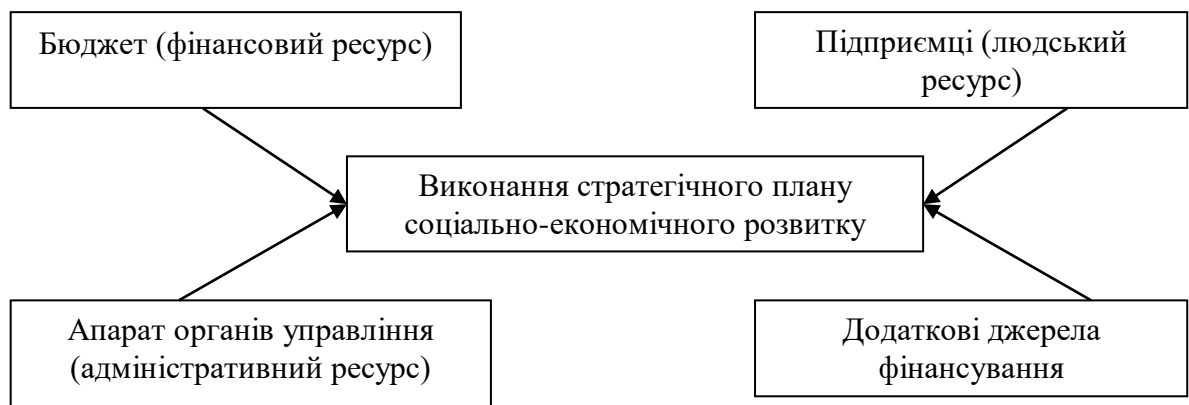 Бюджет (фінансовий ресурс)
Підприємці (людський
ресурс)
Виконання стратегічного плану
соціально-економічного розвитку
Апарат органів управління
(адміністративний ресурс)
Додаткові джерела
фінансування